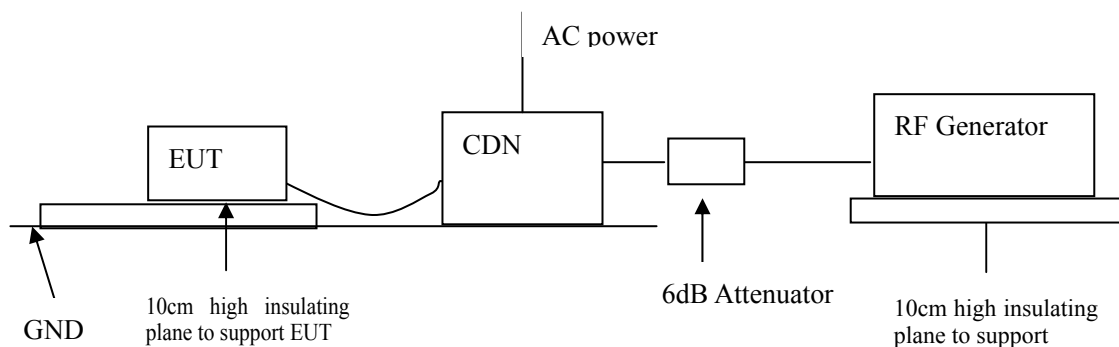 AC power
EUT
CDN
RF Generator
GND
10cm high insulating
plane to support EUT
6dB Attenuator
10cm high insulating
plane to support